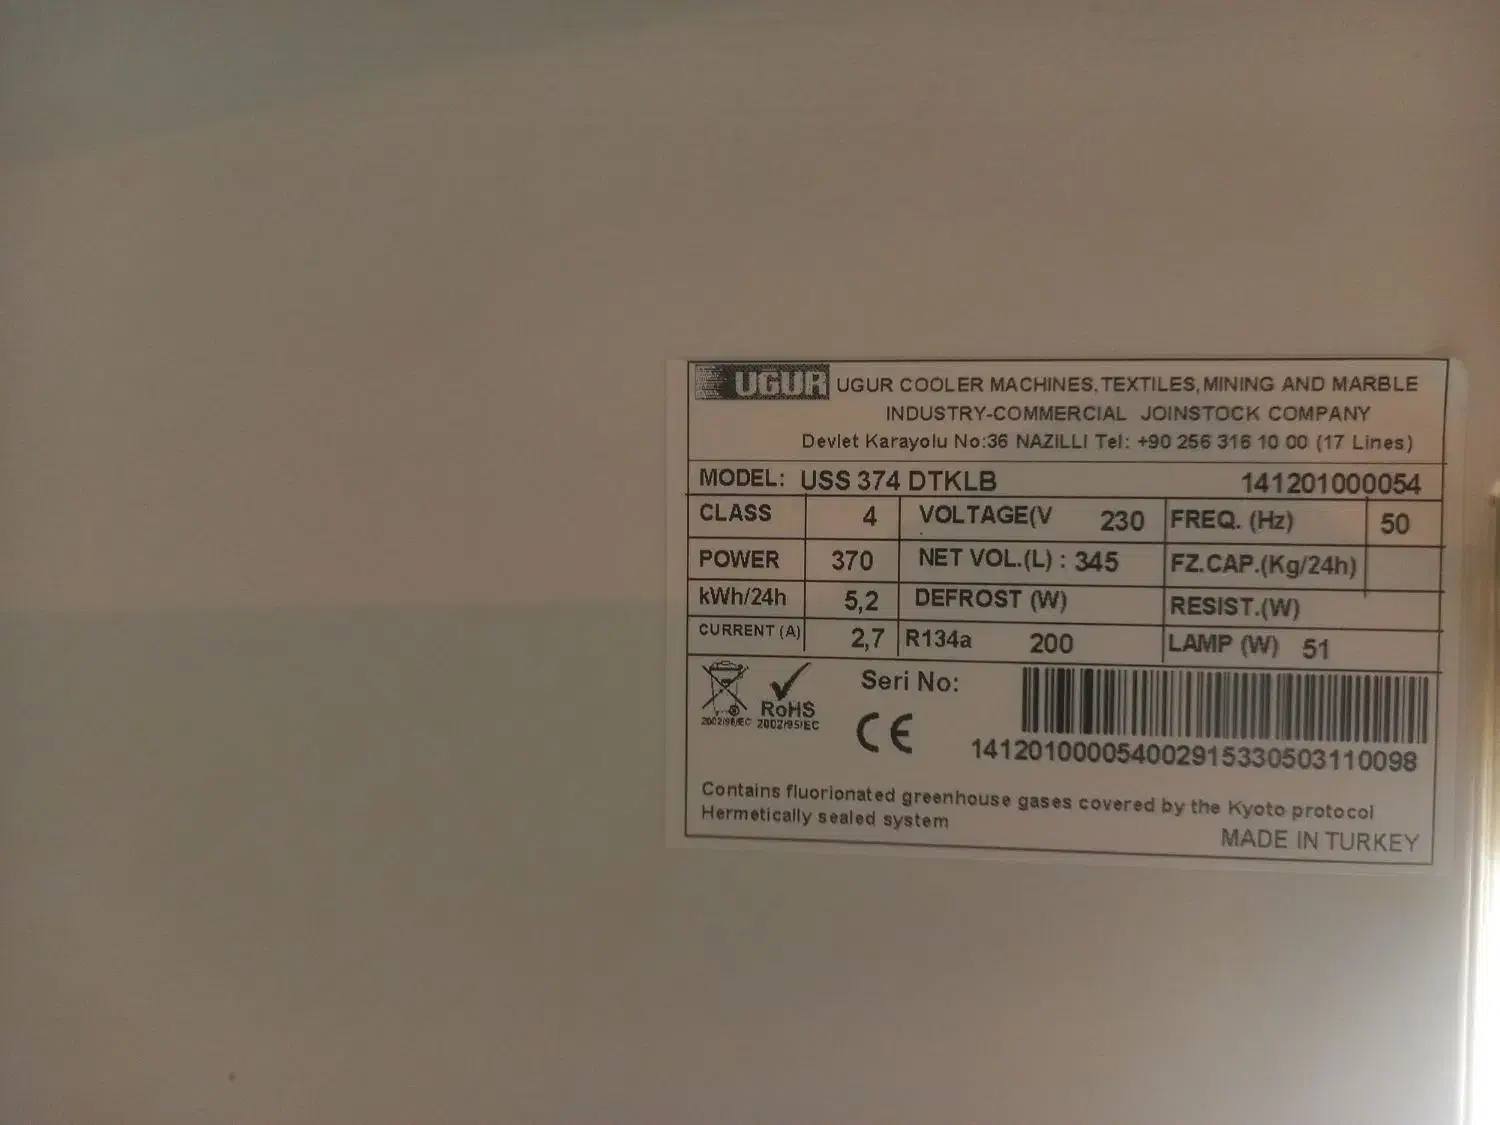 UGUR UGUR COOLER MACHINES, TEXTILES, MINING AND MARBLE
INDUSTRY-COMMERCIAL JOINSTOCK COMPANY
Devlet Karayolu No:36 NAZILLI Tel: +90 256 316 10 00 (17 Lines)
MODEL: USS 374 DTKLB 141201000054
CLASS 4 VOLTAGE(V 230 FREQ. (Hz) 50
POWER 370 NET VOL.(L) : 345 FZ.CAP.(Kg/24h)
kWh/24h 5,2 DEFROST (W) RESIST.(W)
CURRENT (A) 2,7 R134a 200 LAMP (W) 51
Seri No:
RoHS
2002/96/EC 2002/95/EC
CE
141201000054002915330503110098
Contains fluorionated greenhouse gases covered by the Kyoto protocol
Hermetically sealed system
MADE IN TURKEY